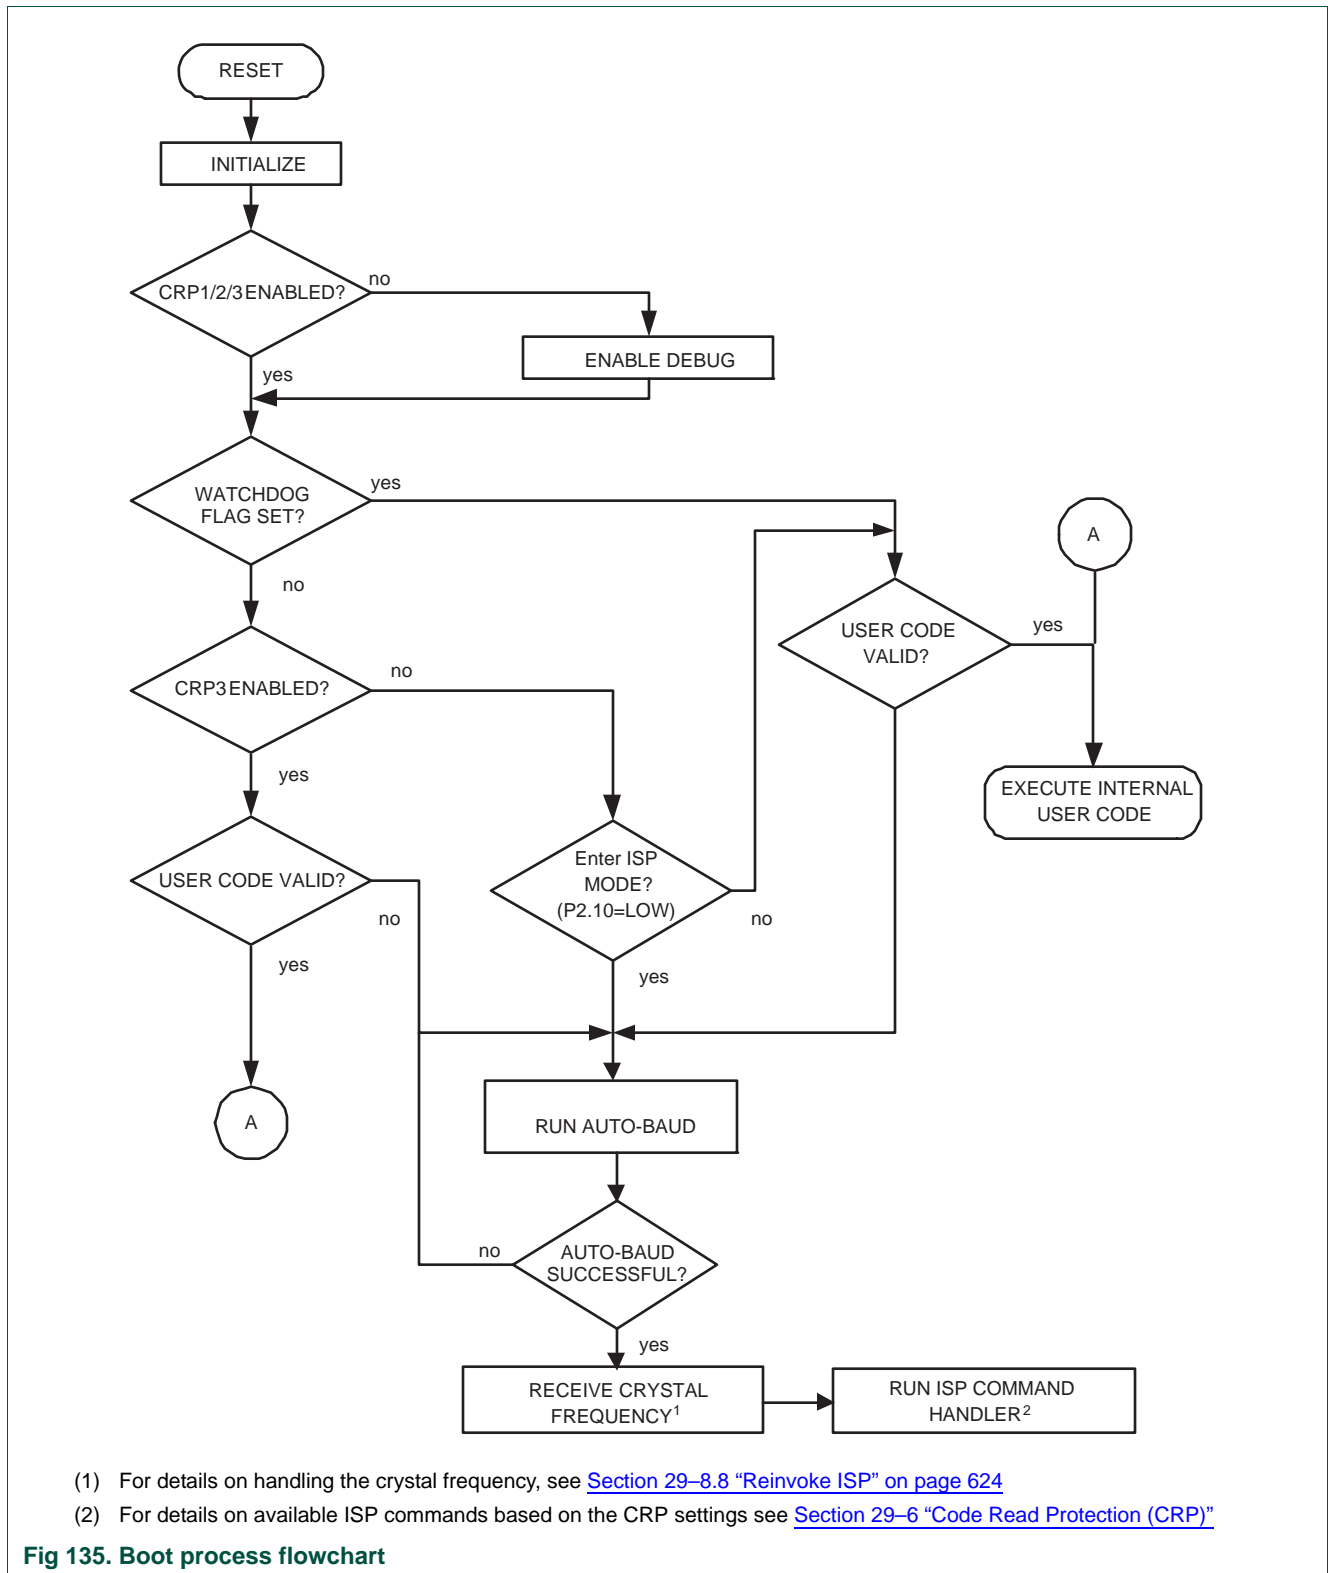 RESET
INITIALIZE
CRP1/2/3 ENABLED?
no
ENABLE DEBUG
yes
WATCHDOG
FLAG SET?
yes
no
A
USER CODE
VALID?
yes
CRP3 ENABLED?
no
yes
EXECUTE INTERNAL
USER CODE
Enter ISP
MODE?
(P2.10=LOW)
no
yes
USER CODE VALID?
no
yes
A
RUN AUTO-BAUD
AUTO-BAUD
SUCCESSFUL?
no
yes
RECEIVE CRYSTAL
FREQUENCY1
RUN ISP COMMAND
HANDLER2
(1) For details on handling the crystal frequency, see Section 29–8.8 “Reinvoke ISP” on page 624
(2) For details on available ISP commands based on the CRP settings see Section 29–6 “Code Read Protection (CRP)”
Fig 135. Boot process flowchart